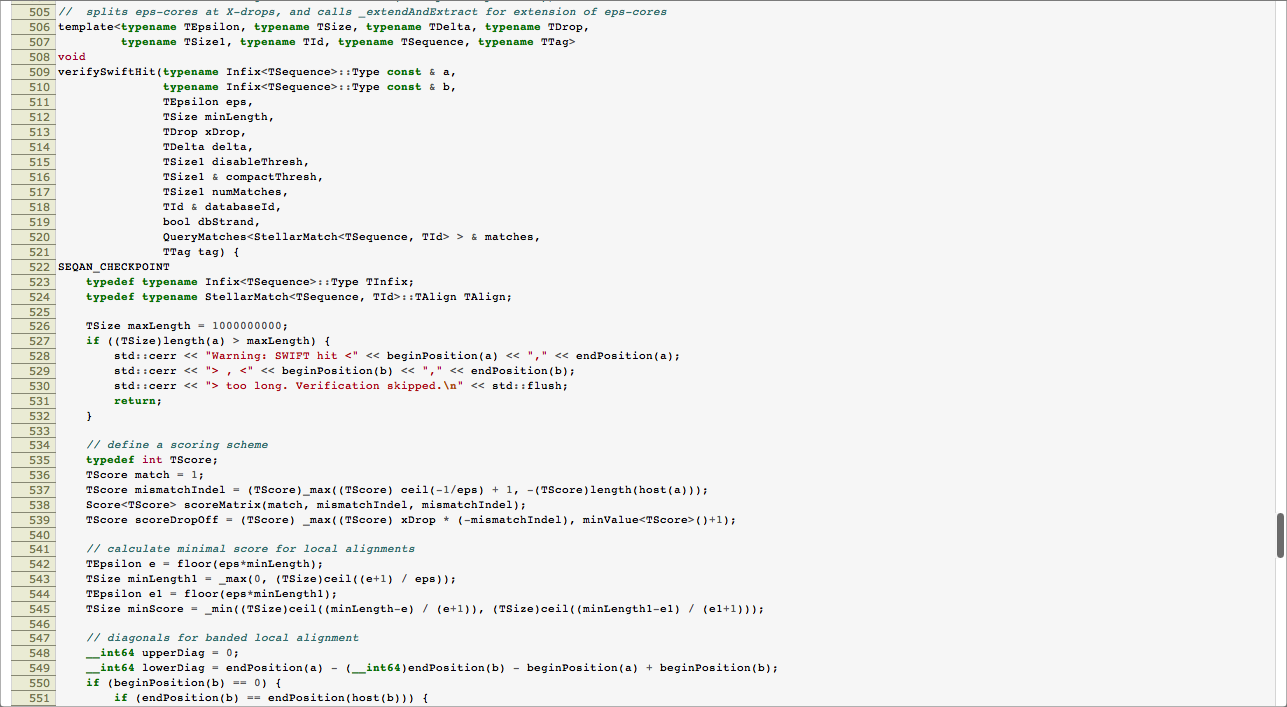 505 //  splits eps-cores at X-drops, and calls _extendAndExtract for extension of eps-cores
506 template<typename TEpsilon, typename TSize, typename TDelta, typename TDrop,
507          typename TSize1, typename TId, typename TSequence, typename TTag>
508 void
509 verifySwiftHit(typename Infix<TSequence>::Type const & a,
510                typename Infix<TSequence>::Type const & b,
511                TEpsilon eps,
512                TSize minLength,
513                TDrop xDrop,
514                TDelta delta,
515                TSize1 disableThresh,
516                TSize1 & compactThresh,
517                TSize1 numMatches,
518                TId & databaseId,
519                bool dbStrand,
520                QueryMatches<StellarMatch<TSequence, TId> > & matches,
521                TTag tag) {
522 SEQAN_CHECKPOINT
523     typedef typename Infix<TSequence>::Type TInfix;
524     typedef typename StellarMatch<TSequence, TId>::TAlign TAlign;
525
526     TSize maxLength = 1000000000;
527     if ((TSize)length(a) > maxLength) {
528         std::cerr << "Warning: SWIFT hit <" << beginPosition(a) << "," << endPosition(a);
529         std::cerr << "> , <" << beginPosition(b) << "," << endPosition(b);
530         std::cerr << "> too long. Verification skipped.\n" << std::flush;
531         return;
532     }
533
534     // define a scoring scheme
535     typedef int TScore;
536     TScore match = 1;
537     TScore mismatchIndel = (TScore)_max((TScore) ceil(-1/eps) + 1, -(TScore)length(host(a)));
538     Score<TScore> scoreMatrix(match, mismatchIndel, mismatchIndel);
539     TScore scoreDropOff = (TScore) _max((TScore) xDrop * (-mismatchIndel), minValue<TScore>()+1);
540
541     // calculate minimal score for local alignments
542     TEpsilon e = floor(eps*minLength);
543     TSize minLength1 = _max(0, (TSize)ceil((e+1) / eps));
544     TEpsilon e1 = floor(eps*minLength1);
545     TSize minScore = _min((TSize)ceil((minLength-e) / (e+1)), (TSize)ceil((minLength1-e1) / (e1+1)));
546
547     // diagonals for banded local alignment
548     __int64 upperDiag = 0;
549     __int64 lowerDiag = endPosition(a) - (__int64)endPosition(b) - beginPosition(a) + beginPosition(b);
550     if (beginPosition(b) == 0) {
551         if (endPosition(b) == endPosition(host(b))) {